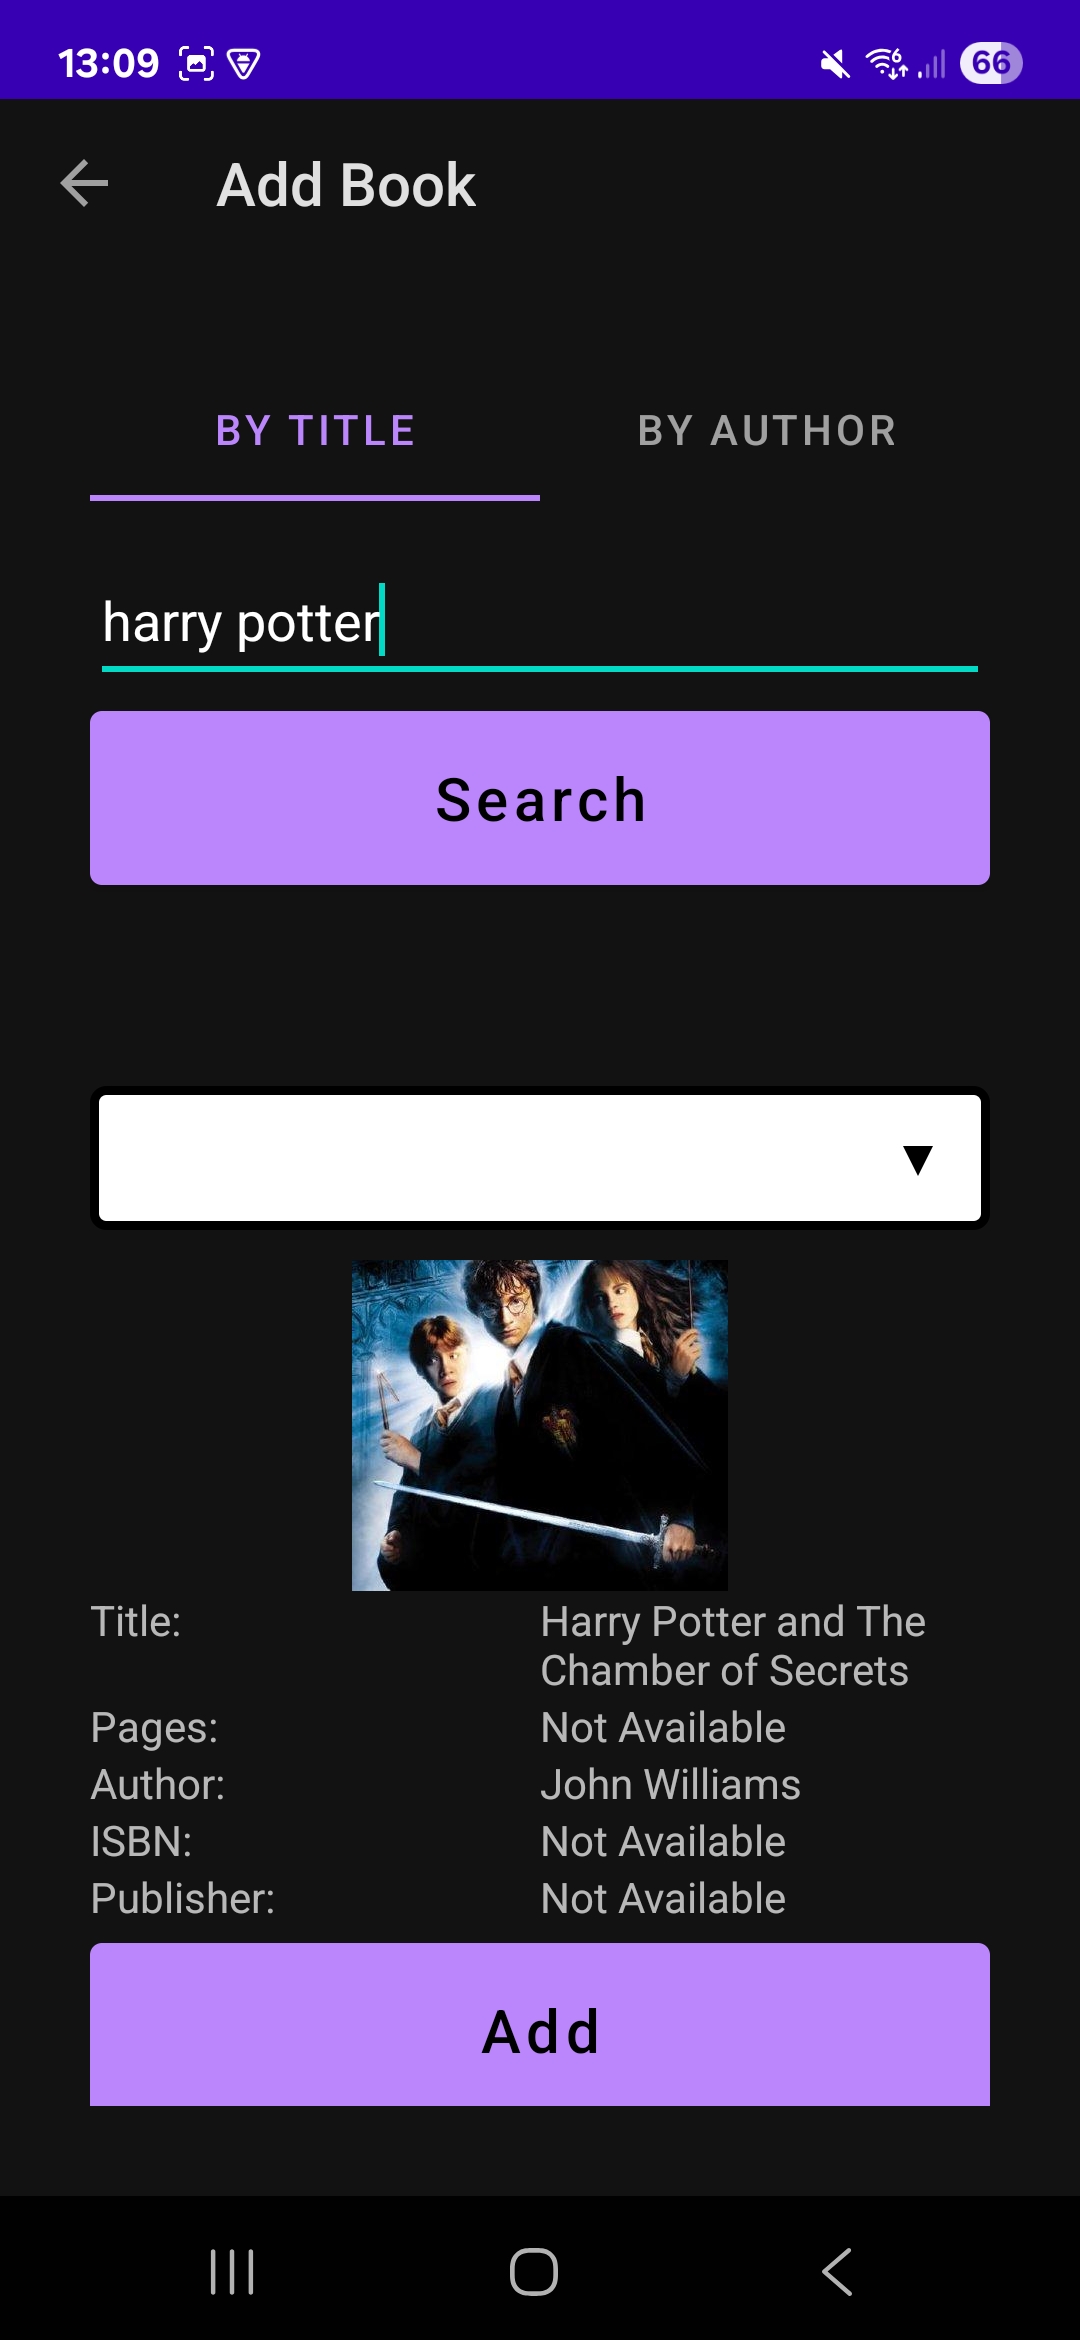 13:09
6
66
Add Book
BY TITLE
BY AUTHOR
harry potter
Search
Title:
Harry Potter and The
Chamber of Secrets
Pages:
Not Available
Author:
John Williams
ISBN:
Not Available
Publisher:
Not Available
Add